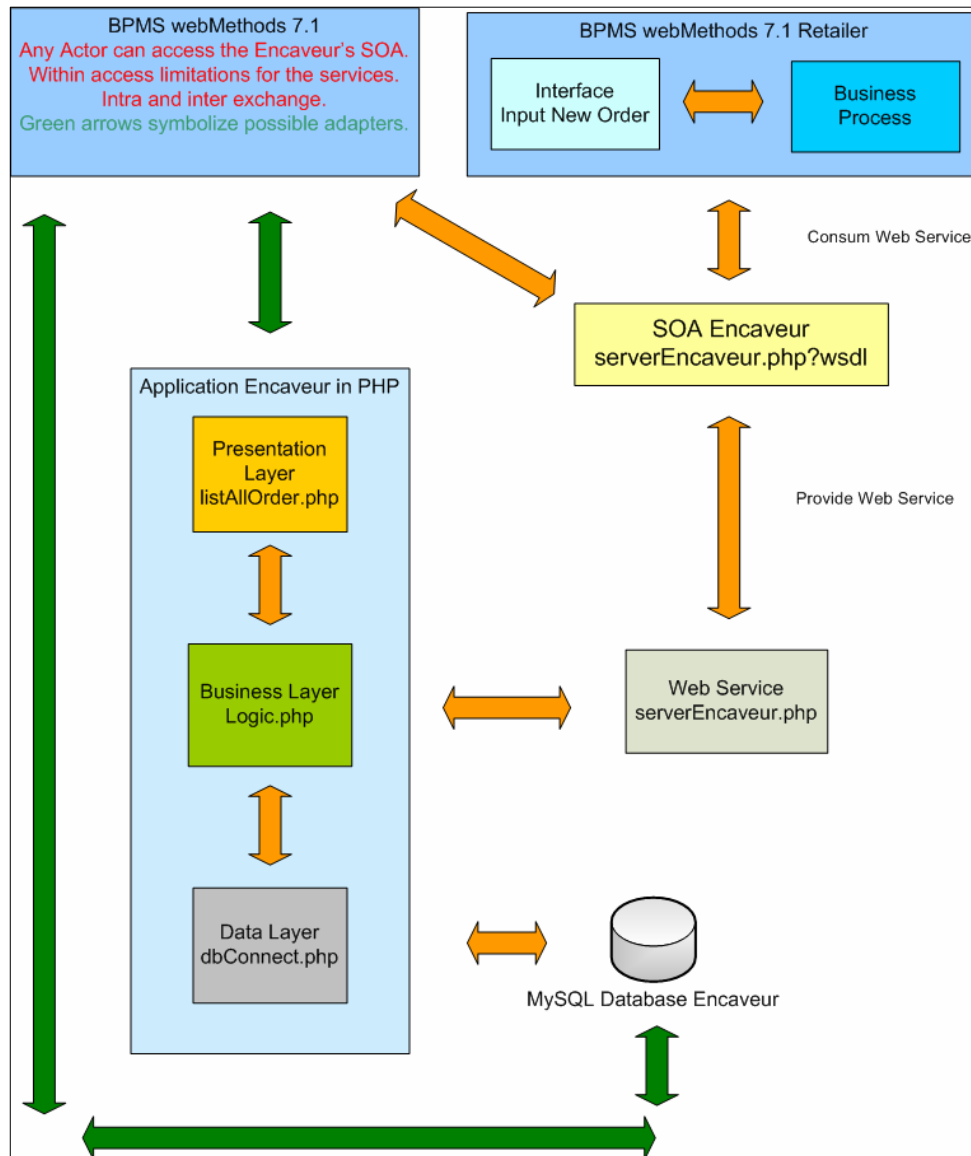 BPMS webMethods 7.1
Any Actor can access the Encaveur's SOA.
Within access limitations for the services.
Intra and inter exchange.
Green arrows symbolize possible adapters.
BPMS webMethods 7.1 Retailer
Interface
Input New Order
Business
Process
Consum Web Service
SOA Encaveur
serverEncaveur.php?wsdl
Application Encaveur in PHP
Presentation
Layer
listAllOrder.php
Provide Web Service
Business Layer
Logic.php
Web Service
serverEncaveur.php
Data Layer
dbConnect.php
MySQL Database Encaveur